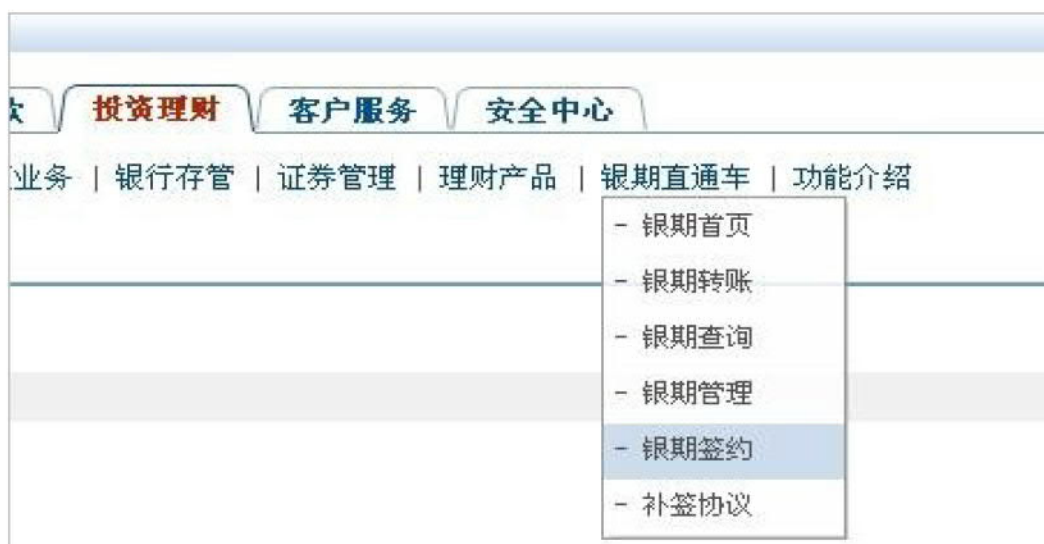 投资理财 客户服务 安全中心
业务 | 银行存管 | 证券管理 | 理财产品 | 银期直通车 | 功能介绍
- 银期首页
- 银期转账
- 银期查询
- 银期管理
- 银期签约
- 补签协议